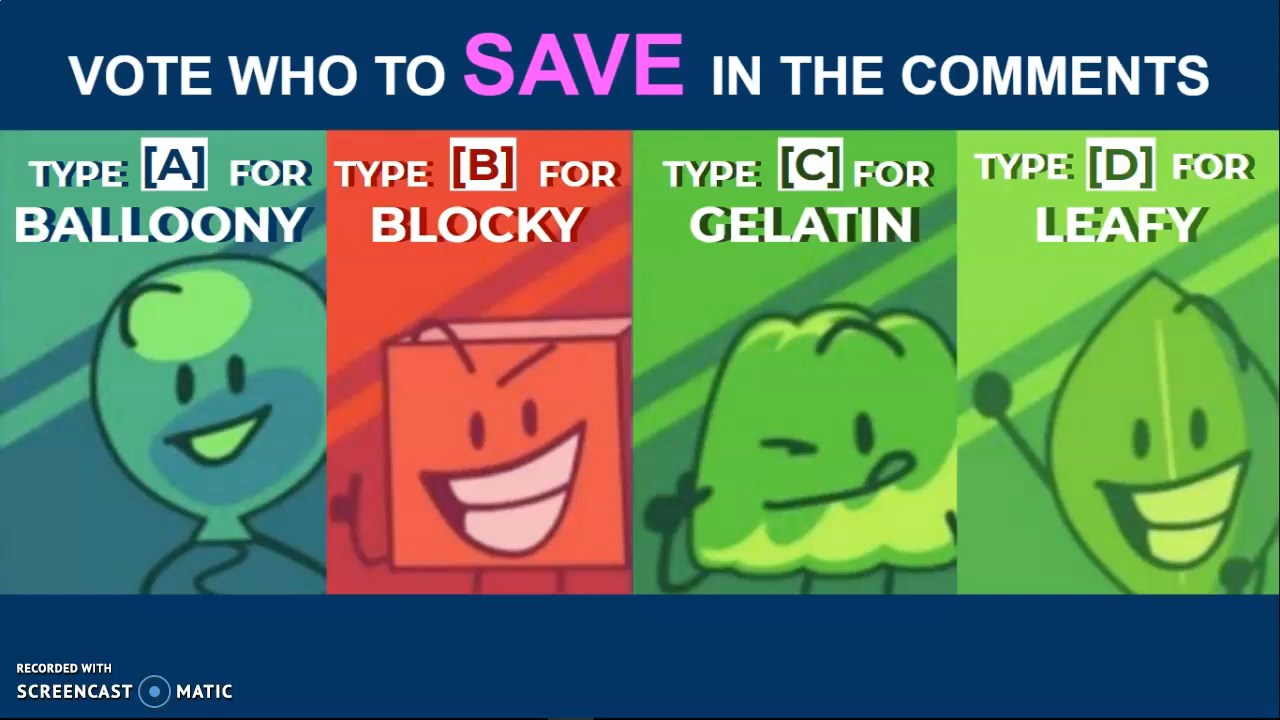 VOTE WHO TO SAVE IN THE COMMENTS
TYPE [A] FOR
BALLOONY
TYPE [B] FOR
BLOCKY
TYPE [C] FOR
GELATIN
TYPE [D] FOR
LEAFY
RECORDED WITH
SCREENCAST MATIC